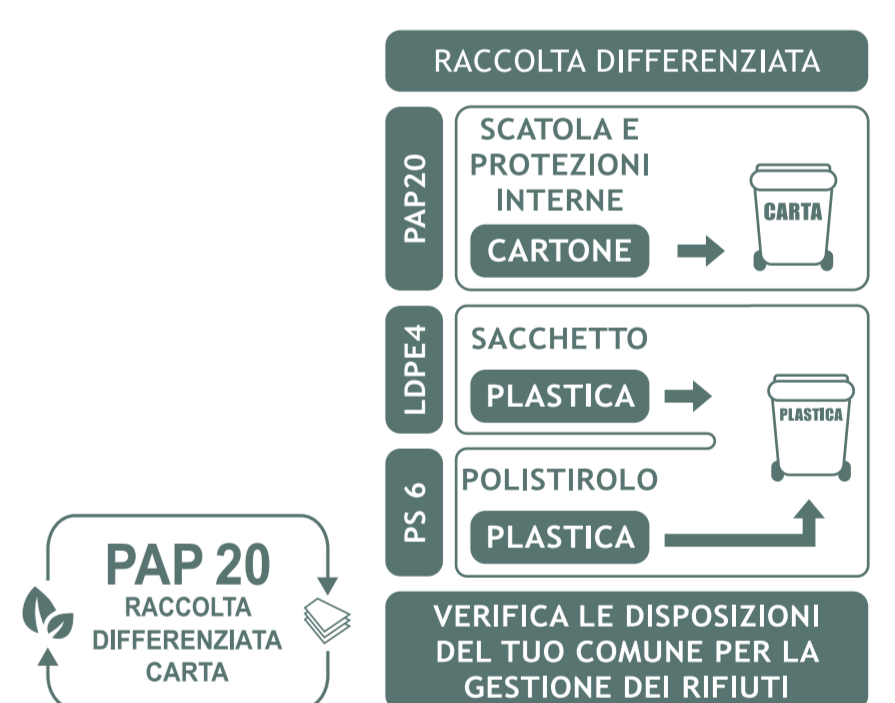 RACCOLTA DIFFERENZIATA
PAP20
SCATOLA E
PROTEZIONI
INTERNE
CARTONE
CARTA
LDPE4
SACCHETTO
PLASTICA
PLASTICA
PS 6
POLISTIROLO
PLASTICA
VERIFICA LE DISPOSIZIONI
DEL TUO COMUNE PER LA
GESTIONE DEI RIFIUTI
PAP 20
RACCOLTA
DIFFERENZIATA
CARTA